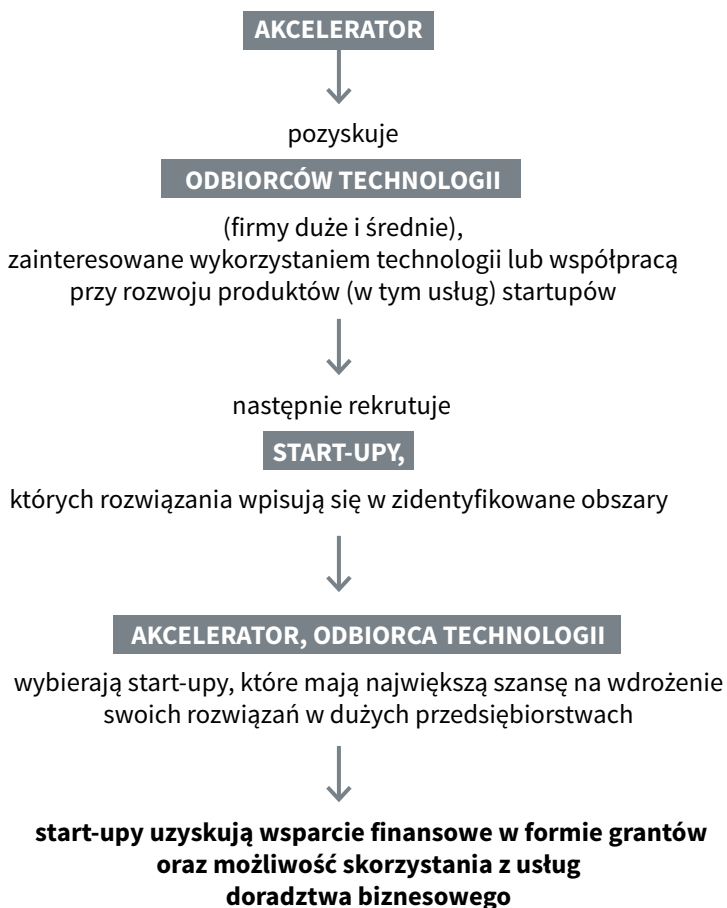 AKCELERATOR
pozyskuje
ODBIORCÓW TECHNOLOGII
(firmy duże i średnie),
zainteresowane wykorzystaniem technologii lub współpracą
przy rozwoju produktów (w tym usług) startupów
następnie rekrutuje
START-UPY,
których rozwiązania wpisują się w zidentyfikowane obszary
AKCELERATOR, ODBIORCA TECHNOLOGII
wybierają start-upy, które mają największą szansę na wdrożenie
swoich rozwiązań w dużych przedsiębiorstwach
start-upy uzyskują wsparcie finansowe w formie grantów
oraz możliwość skorzystania z usług
doradztwa biznesowego